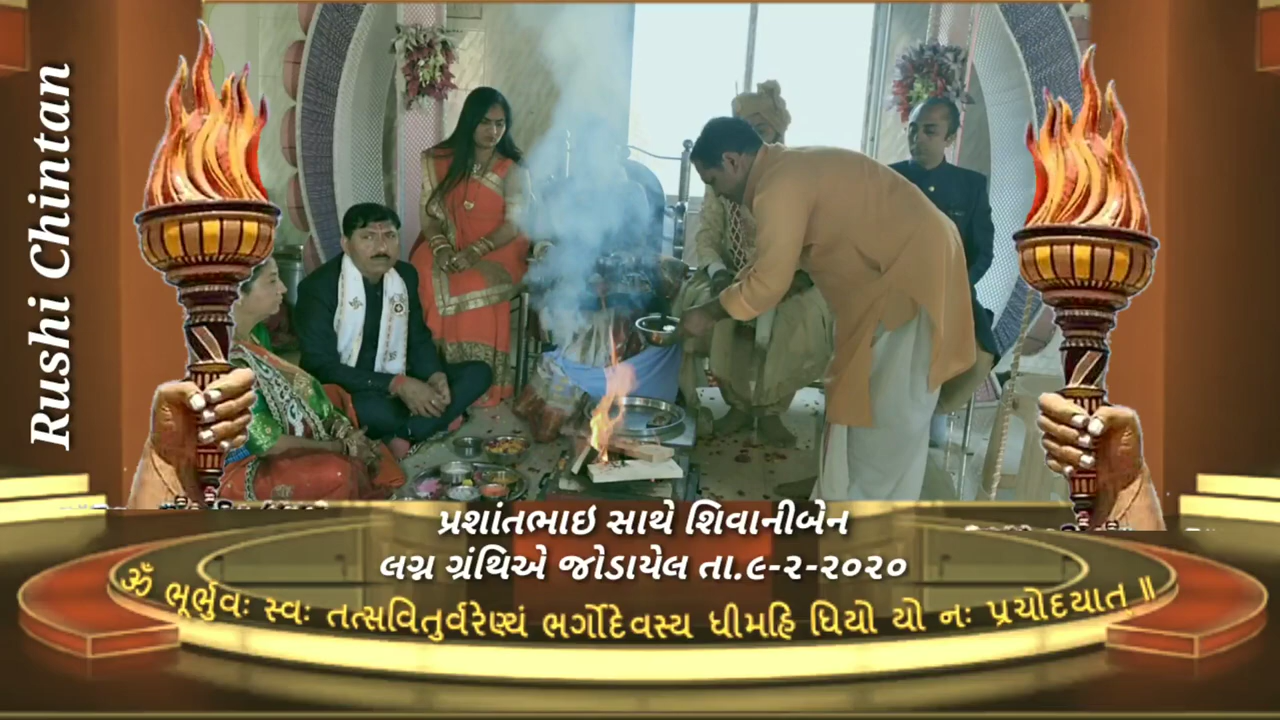 Rushi Chintan
પ્રશાંતભાઇ સાથે શિવાનીબેન
લગ્ન ગ્રંથિએ જોડાયેલ તા.૯-૨-૨૦૨૦
ॐ ભૂર્ભુવઃ સ્વઃ તત્સવિતુર્વરેણ્યં ભર્ગોદેવસ્ય ધીમહિ ધિયો યો નઃ પ્રચોદયાત ॥